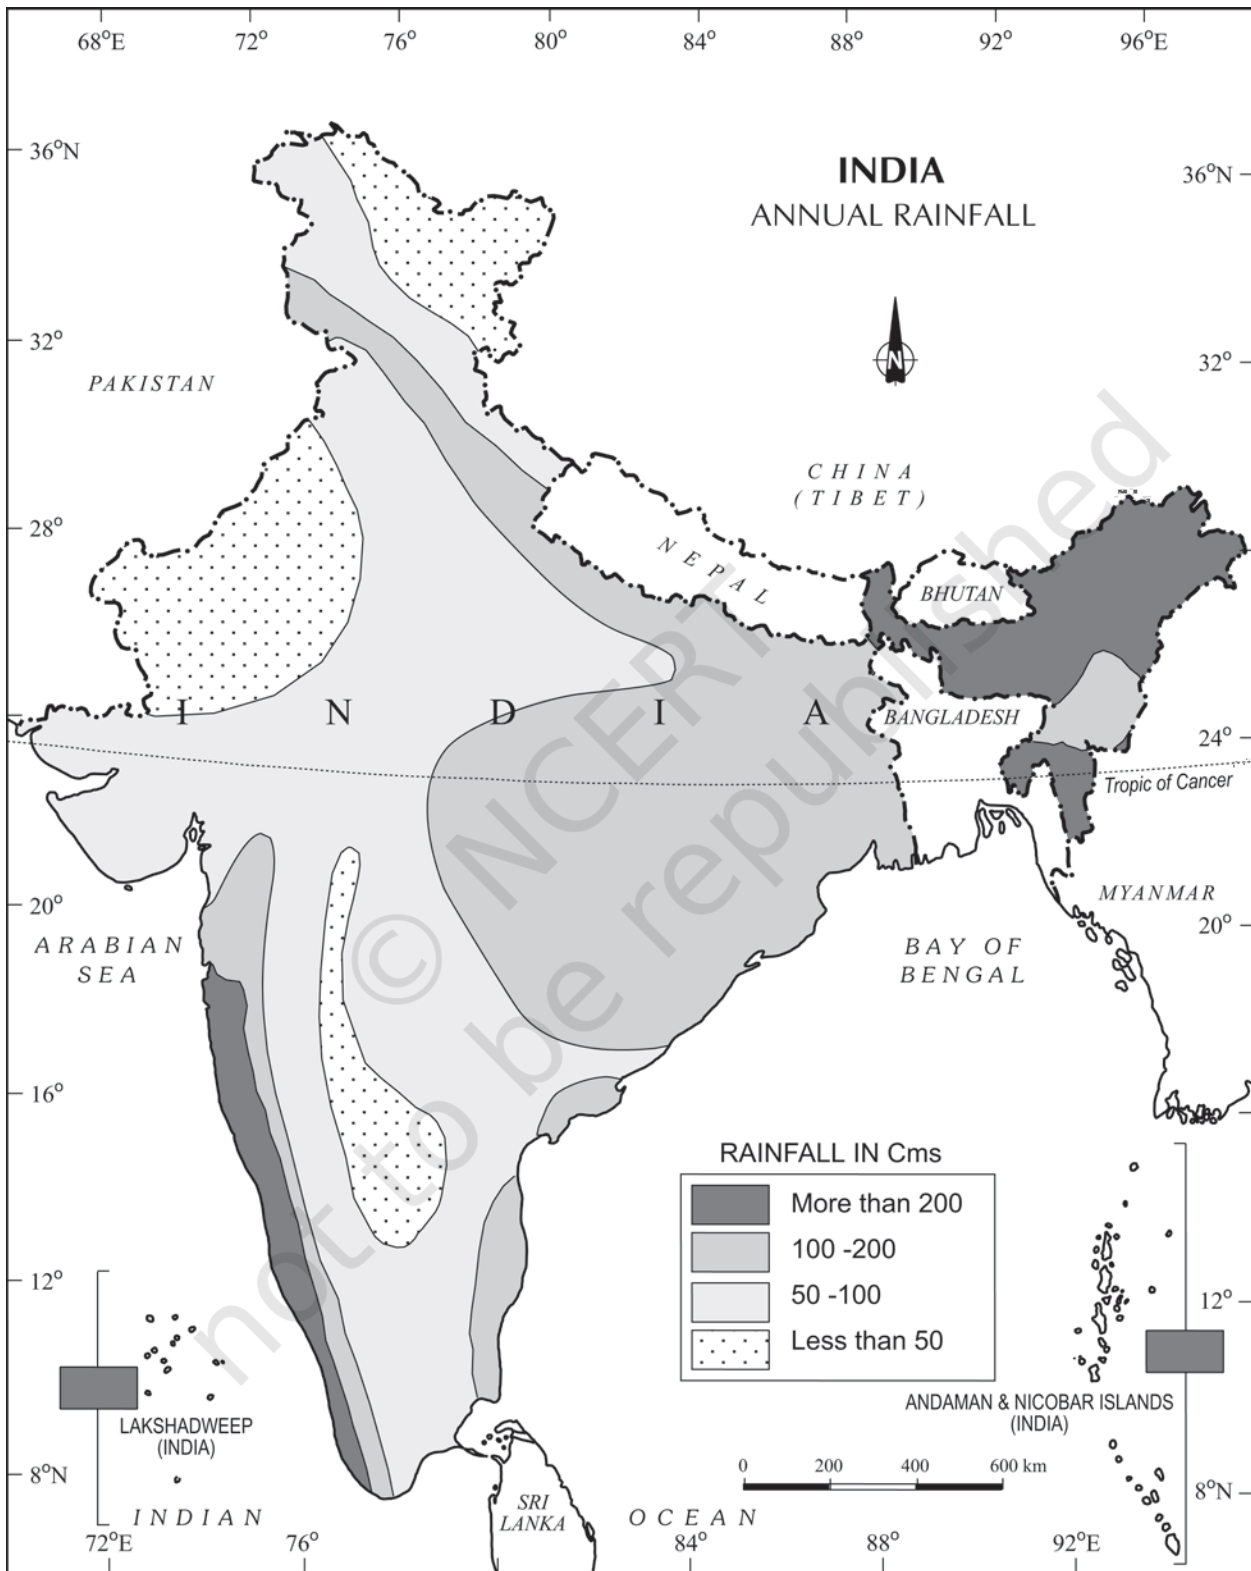 68°E 72° 76° 80° 84° 88° 92° 96°E
36°N
INDIA
ANNUAL RAINFALL
36°N
N
32°
32°
PAKISTAN
CHINA
(TIBET)
28°
NEPAL
BHUTAN
I N D I A
BANGLADESH
24°
Tropic of Cancer
20°
MYANMAR
20°
ARABIAN
SEA
BAY OF
BENGAL
© NCERT
not to be republished
16°
RAINFALL IN Cms
More than 200
100 -200
50 -100
Less than 50
12°
12°
LAKSHADWEEP
(INDIA)
ANDAMAN & NICOBAR ISLANDS
(INDIA)
0 200 400 600 km
8°N
8°N
SRI
LANKA
INDIAN OCEAN
72°E 76° 84° 88° 92°E